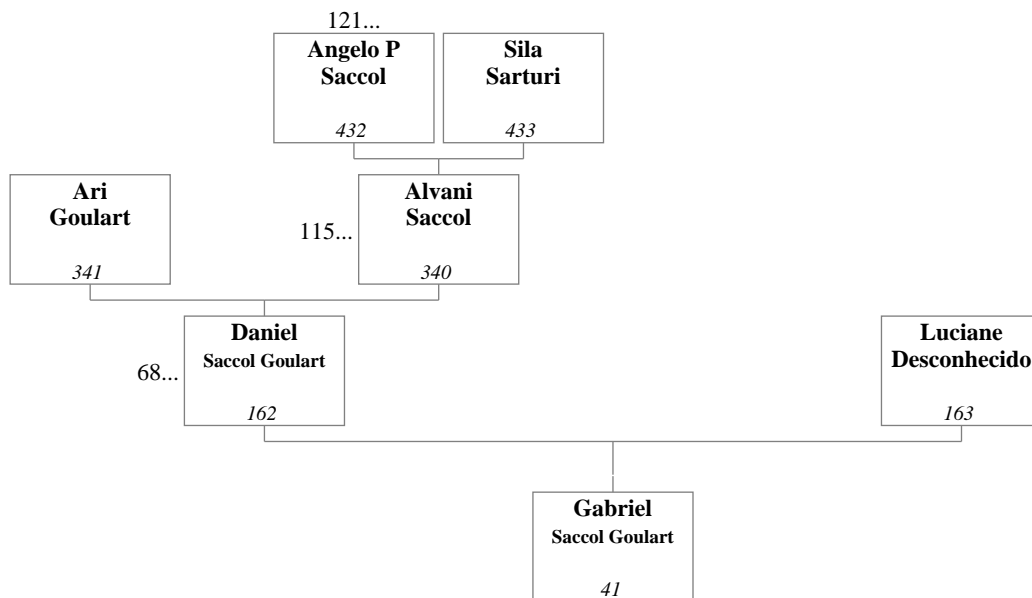 121...
Angelo P
Saccol
432
Sila
Sarturi
433
Ari
Goulart
341
115...
Alvani
Saccol
340
68...
Daniel
Saccol Goulart
162
Luciane
Desconhecido
163
Gabriel
Saccol Goulart
41